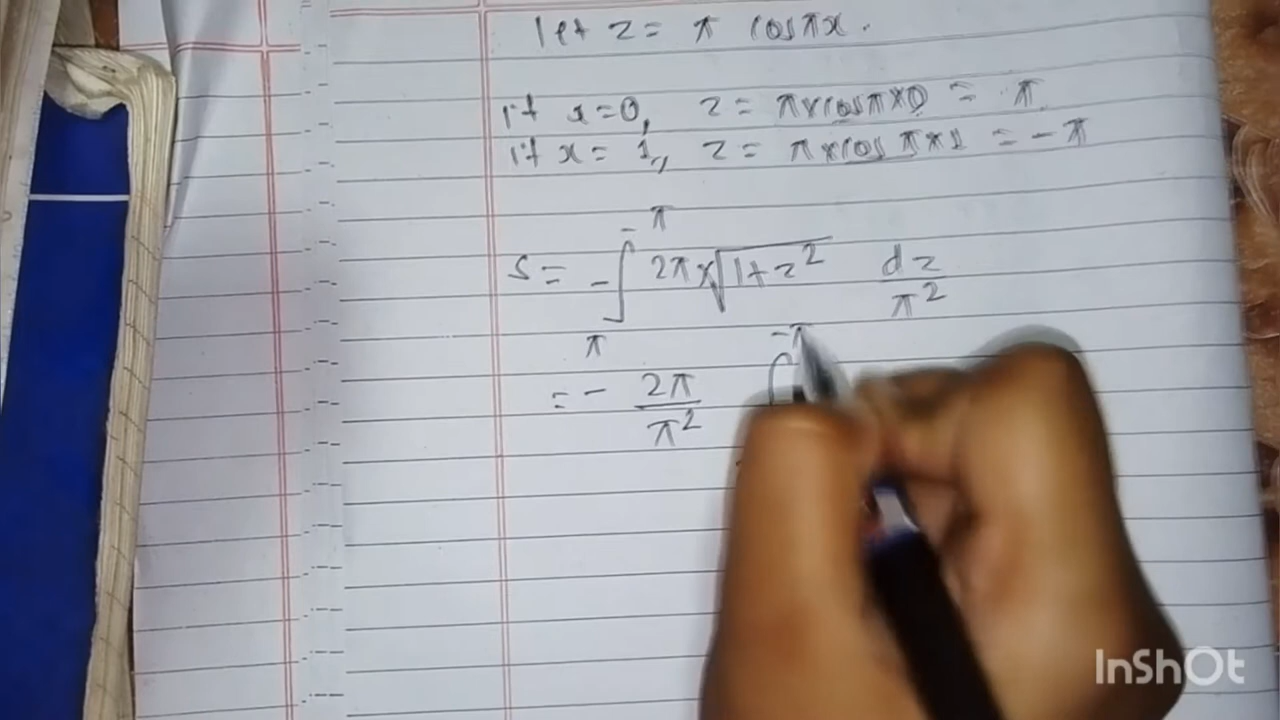 let z = π cosπx.
if x=0, z = π×cosπ×0 = π
if x = 1, z = π×cosπ×1 = -π
S = -∫_π^{-π} 2π×√(1+z²) dz/π²
= - 2π/π² ∫^{-π}
InShOt